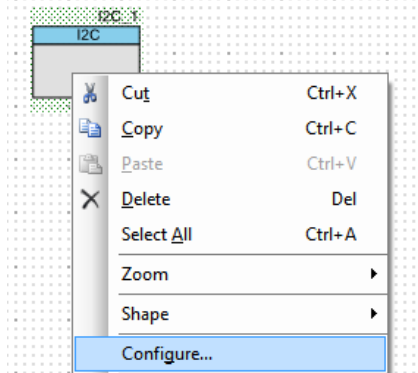 I2C_1
I2C
Cut Ctrl+X
Copy Ctrl+C
Paste Ctrl+V
Delete Del
Select All Ctrl+A
Zoom
Shape
Configure...